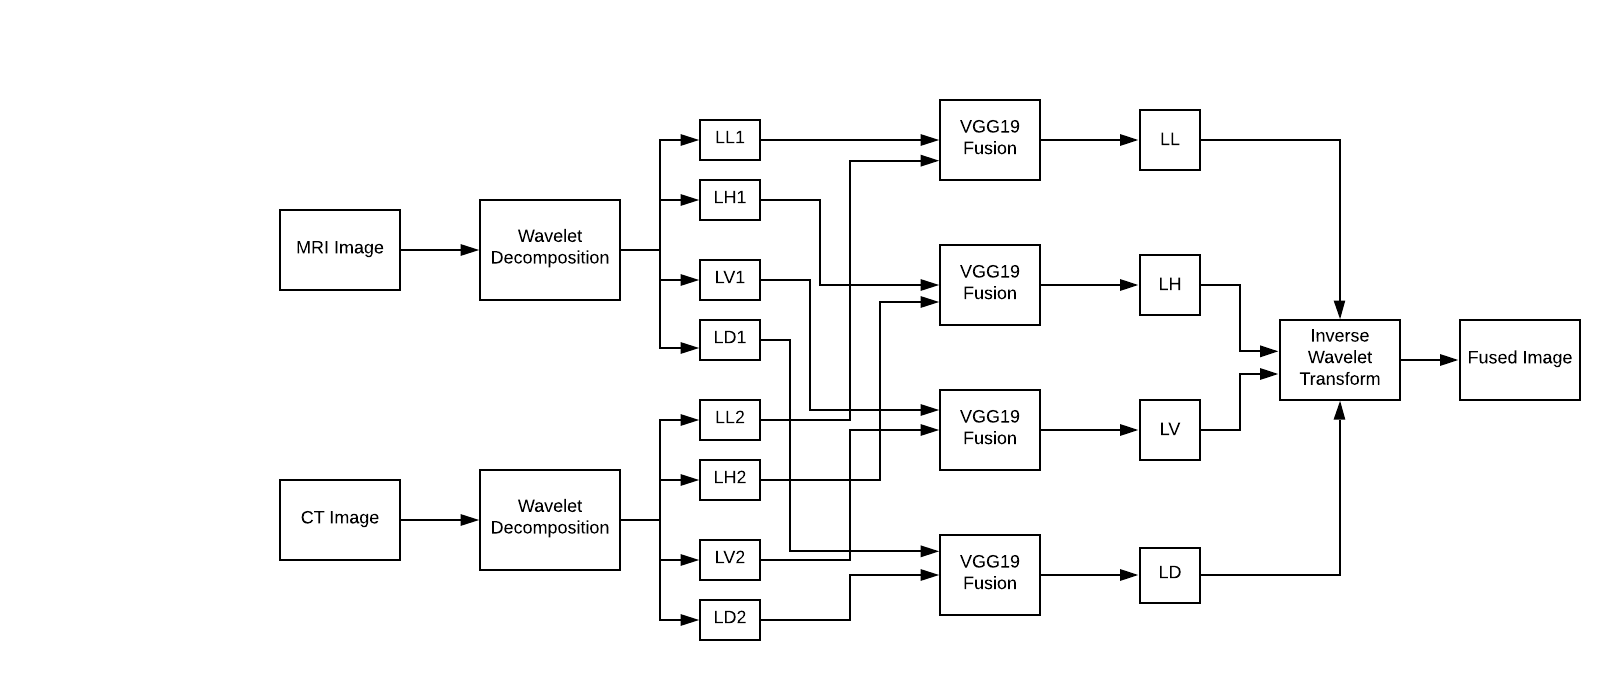 MRI Image
Wavelet
Decomposition
LL1
LH1
LV1
LD1
CT Image
Wavelet
Decomposition
LL2
LH2
LV2
LD2
VGG19
Fusion
LL
VGG19
Fusion
LH
VGG19
Fusion
LV
VGG19
Fusion
LD
Inverse
Wavelet
Transform
Fused Image